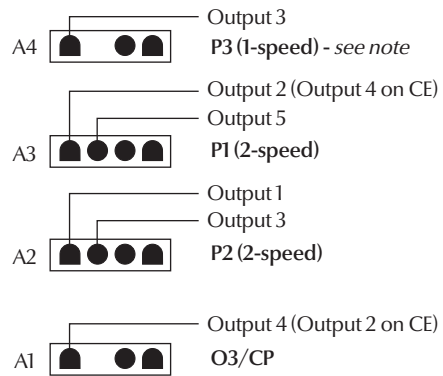 Output 3
A4 P3 (1-speed) - see note
Output 2 (Output 4 on CE)
Output 5
A3 P1 (2-speed)
Output 1
Output 3
A2 P2 (2-speed)
Output 4 (Output 2 on CE)
A1 O3/CP